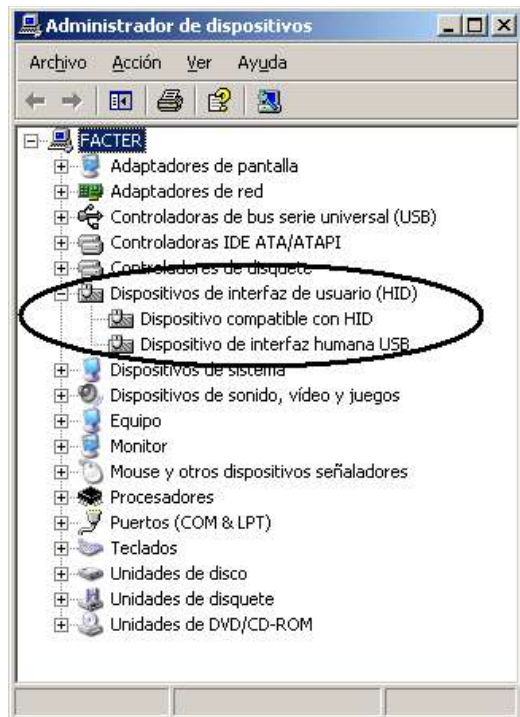 Administrador de dispositivos
Archivo Acción Ver Ayuda
FACTER
Adaptadores de pantalla
Adaptadores de red
Controladoras de bus serie universal (USB)
Controladoras IDE ATA/ATAPI
Controladores de disquete
Dispositivos de interfaz de usuario (HID)
Dispositivo compatible con HID
Dispositivo de interfaz humana USB
Dispositivos de sistema
Dispositivos de sonido, vídeo y juegos
Equipo
Monitor
Mouse y otros dispositivos señaladores
Procesadores
Puertos (COM & LPT)
Teclados
Unidades de disco
Unidades de disquete
Unidades de DVD/CD-ROM